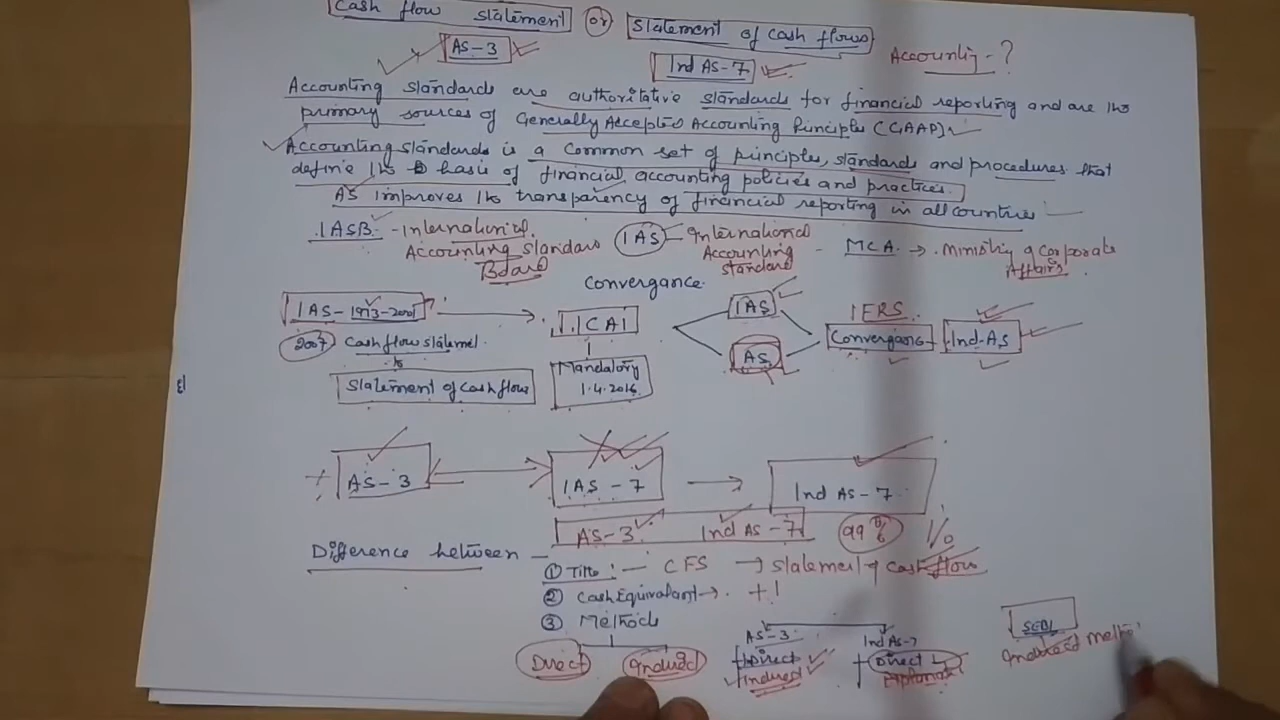 Cash flow statement or Statement of cash flows
AS-3 Ind AS-7 Accounting - ?
Accounting standards are authoritative standards for financial reporting and are the
primary sources of Generally Accepted Accounting Principles (GAAP)
Accounting standards is a common set of principles, standards and procedures that
define the basis of financial accounting policies and practices.
AS improves the transparency of financial reporting in all countries
IASB - International Accounting Standars Board
IAS - International Accounting Standard
MCA → Ministry of Corporate Affairs
Convergance
IAS - 1973-2001 → ICAI IAS IFRS
2007 Cash flow statemet AS Convergance Ind-AS
to
Statement of cash flow Mandatory 1.4.2016
AS-3 IAS-7 → Ind AS-7
AS-3 Ind AS-7 99% 1%
Difference between -
① Title: - CFS → Statement of cash flow
② Cash Equivalant → +1
③ Methods
AS-3 Ind AS-7 SEBI
Direct Indirect Direct Direct Indirect method
Indirect